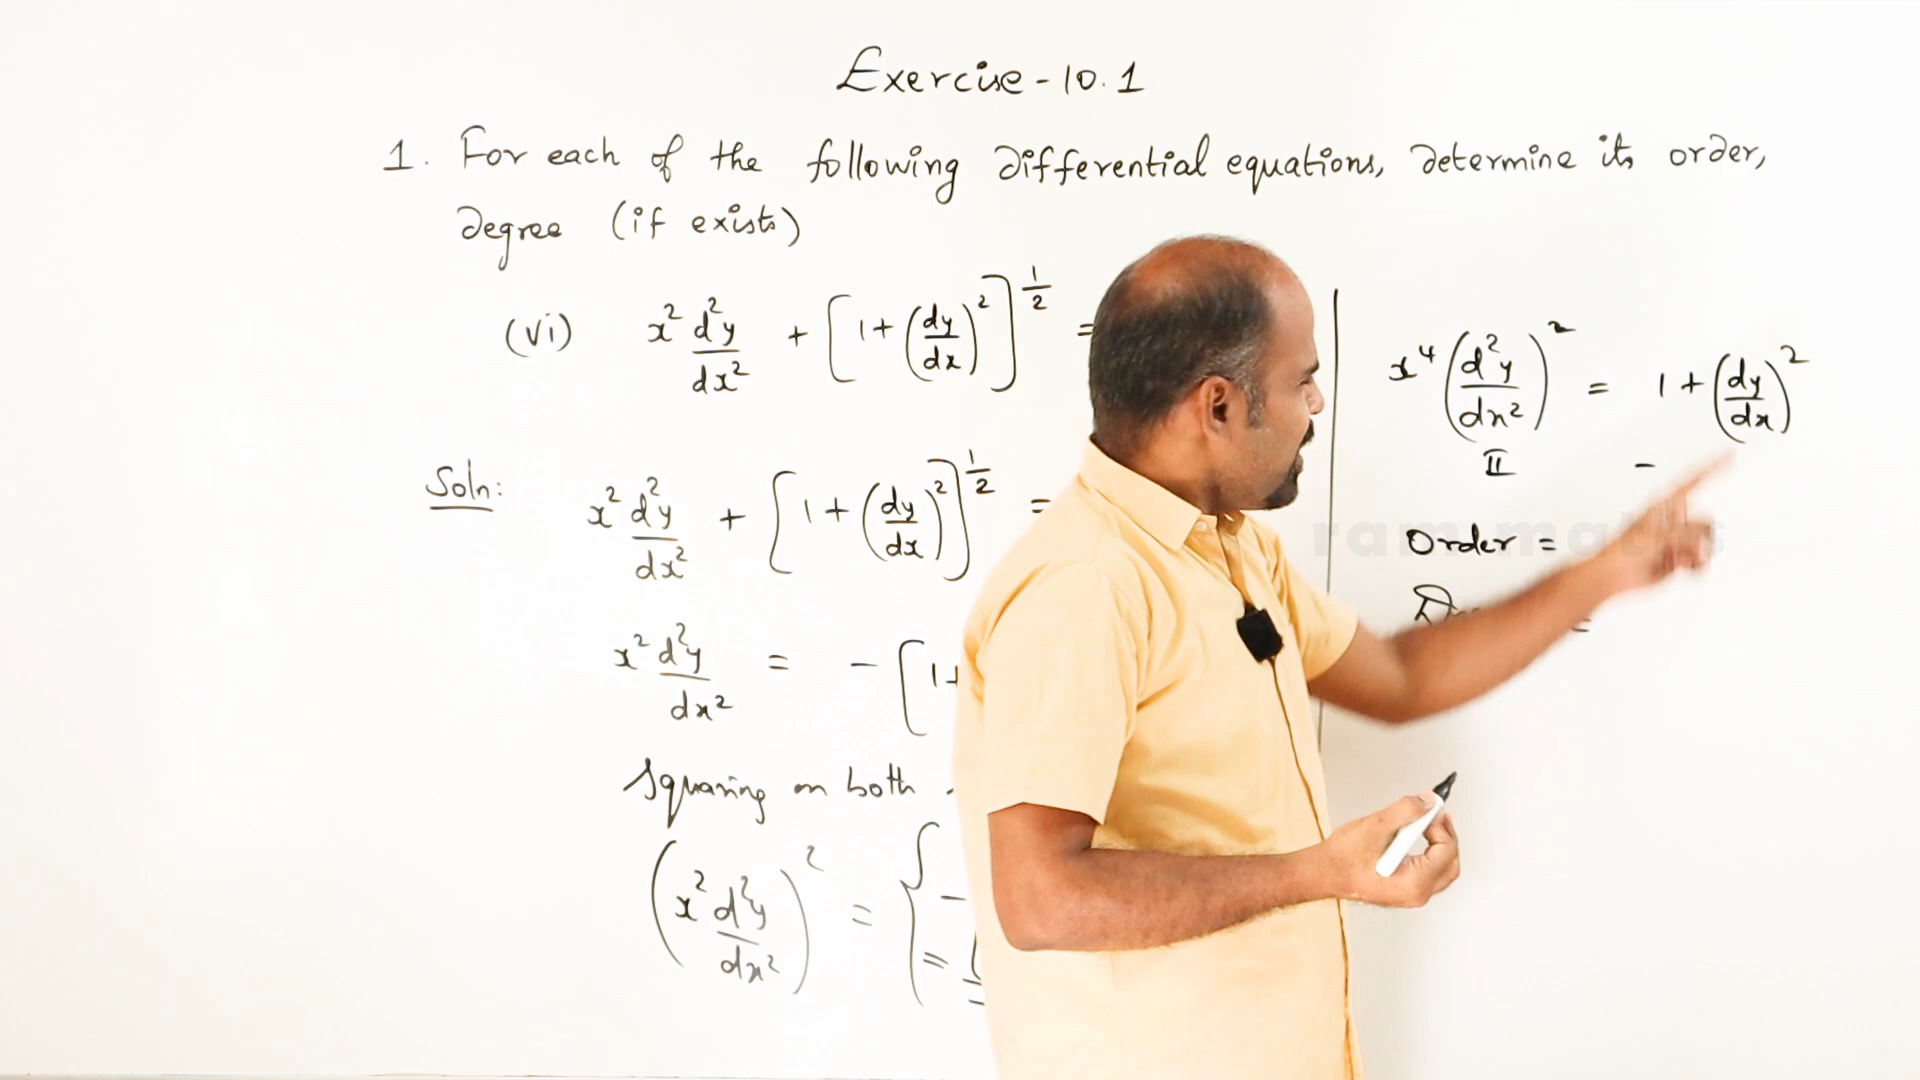 Exercise - 10.1
1. For each of the following differential equations, determine its order,
degree (if exists)
(vi) x² d²y/dx² + [1 + (dy/dx)²]^(1/2) =
Soln: x² d²y/dx² + [1 + (dy/dx)²]^(1/2) =
x² d²y/dx² = - [1+
Squaring on both
(x² d²y/dx²)² = { -
=
x⁴ (d²y/dx²)² = 1 + (dy/dx)²
II -
Order =
=
ram maths